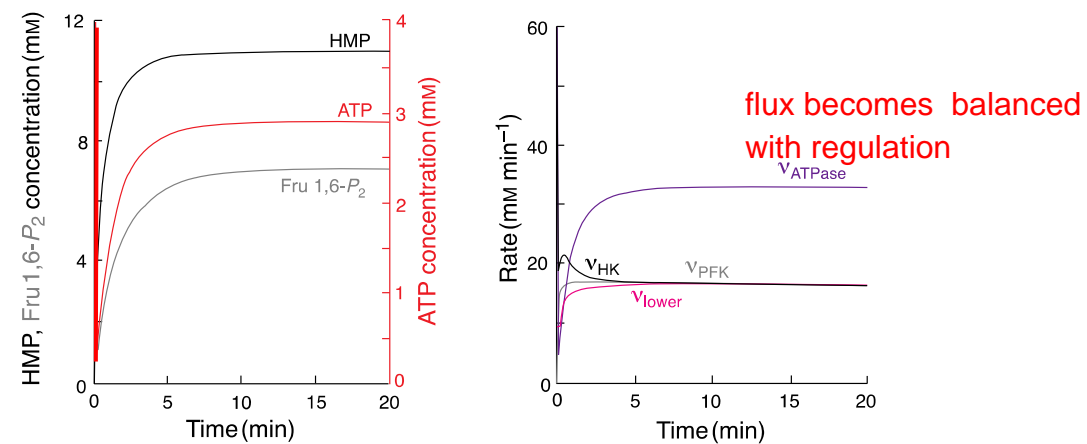 HMP, Fru 1,6-P₂ concentration (mM)
12
8
4
0
HMP
ATP
Fru 1,6-P₂
4
3
2
1
0
ATP concentration (mM)
0 5 10 15 20
Time (min)
Rate (mM min⁻¹)
60
40
20
0
flux becomes balanced
with regulation
νATPase
νHK
νPFK
νlower
0 5 10 15 20
Time (min)